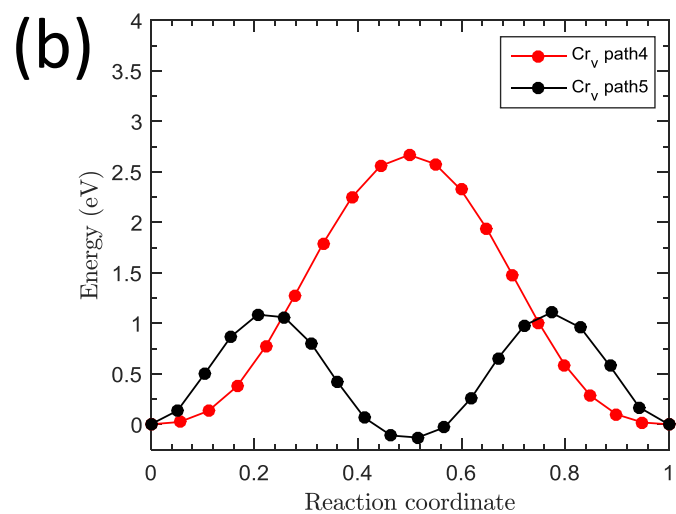 (b)
Cr_v path4
Cr_v path5
Energy (eV)
4
3.5
3
2.5
2
1.5
1
0.5
0
0 0.2 0.4 0.6 0.8 1
Reaction coordinate